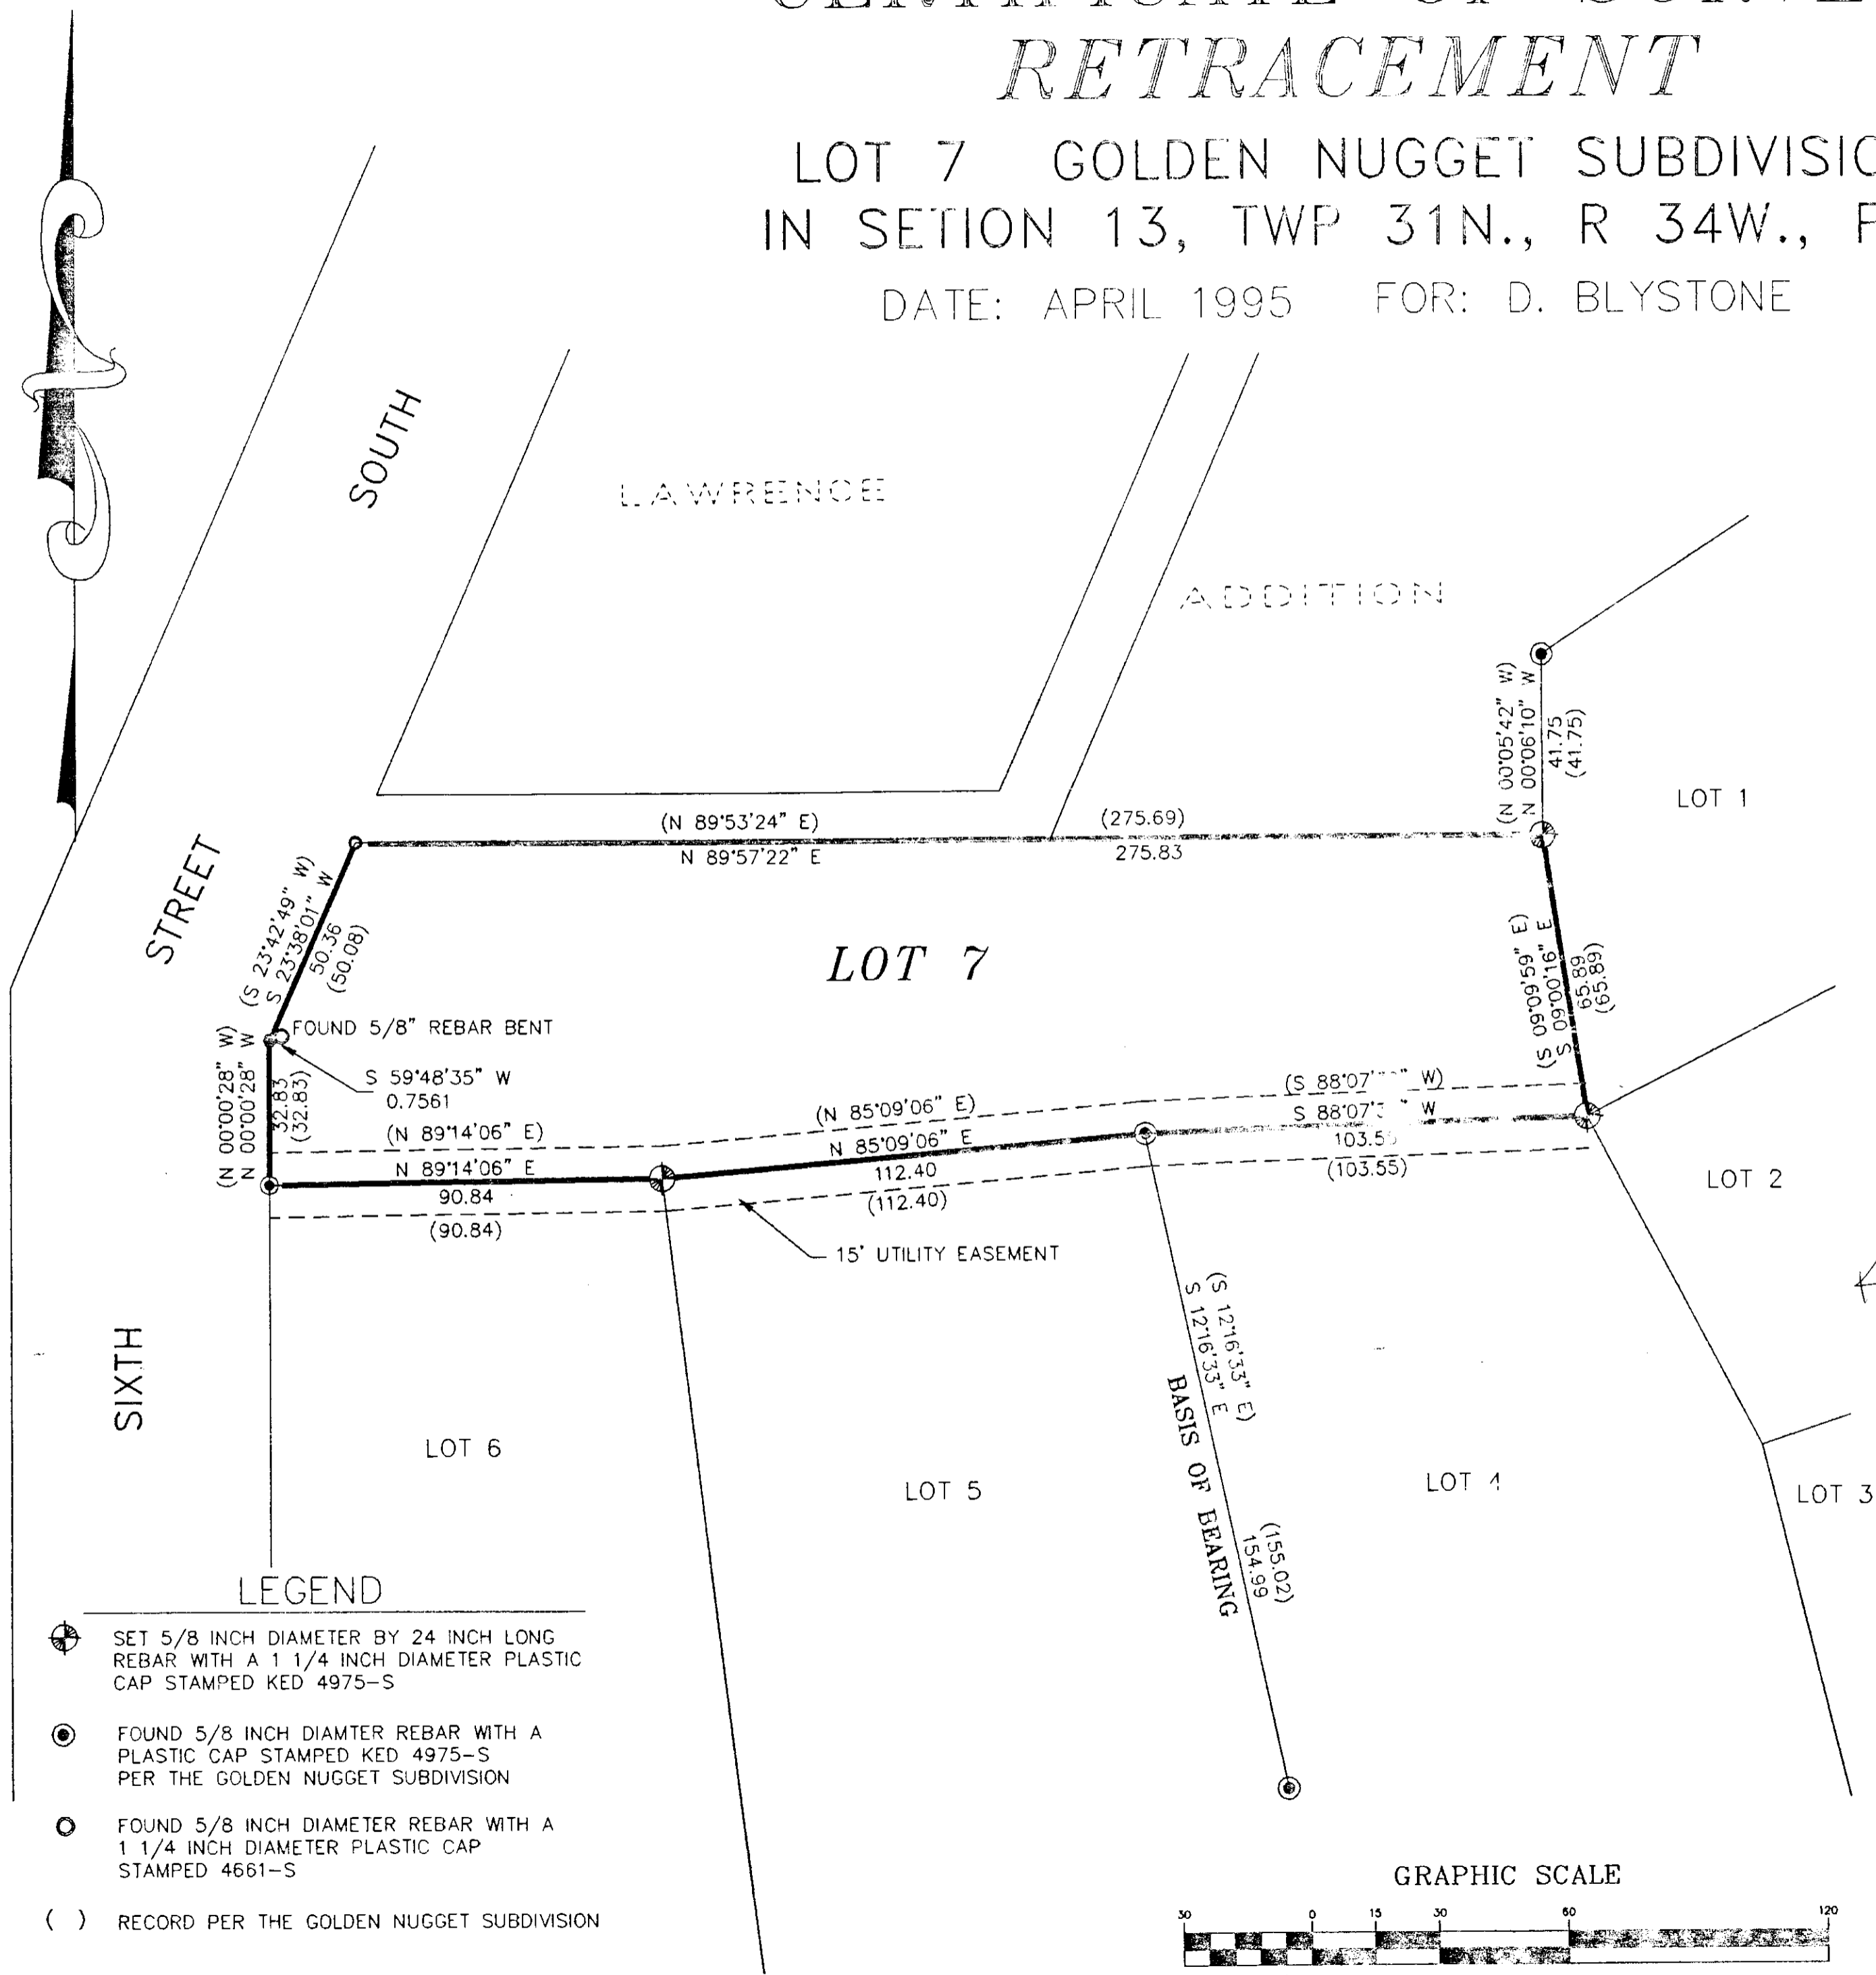 RETRACEMENT
LOT 7 GOLDEN NUGGET
IN SETION 13, TWP 31N., R 34W.,
DATE: APRIL 1995 FOR: D. BLYSTONE
SOUTH
LAWRENCE
ADDITION
(N 00°05'42" W)
N 00°06'10" W
41.75
(41.75)
LOT 1
(N 89°53'24" E)
(275.69)
N 89°57'22" E
275.83
STREET
(S 23°42'49" W)
S 23°38'01" W
50.36
(50.08)
LOT 7
(S 09°09'59" E)
S 09°00'16" E
65.89
(65.89)
FOUND 5/8" REBAR BENT
(N 00°00'28" W)
N 00°00'28" W
32.83
(32.83)
S 59°48'35" W
0.7561
(N 89°14'06" E)
N 89°14'06" E
90.84
(90.84)
(N 85°09'06" E)
N 85°09'06" E
112.40
(112.40)
(S 88°07' W)
S 88°07' W
(103.55)
LOT 2
15' UTILITY EASEMENT
(S 12°16'33" E)
S 12°16'33" E
BASIS OF BEARING
(155.02)
154.99
SIXTH
LOT 6
LOT 5
LOT 4
LOT 3
LEGEND
SET 5/8 INCH DIAMETER BY 24 INCH LONG
REBAR WITH A 1 1/4 INCH DIAMETER PLASTIC
CAP STAMPED KED 4975-S
FOUND 5/8 INCH DIAMTER REBAR WITH A
PLASTIC CAP STAMPED KED 4975-S
PER THE GOLDEN NUGGET SUBDIVISION
FOUND 5/8 INCH DIAMETER REBAR WITH A
1 1/4 INCH DIAMETER PLASTIC CAP
STAMPED 4661-S
( ) RECORD PER THE GOLDEN NUGGET SUBDIVISION
GRAPHIC SCALE
30 0 15 30 60 120